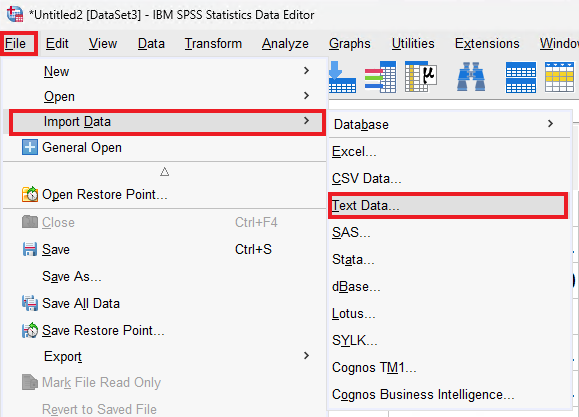 *Untitled2 [DataSet3] - IBM SPSS Statistics Data Editor
File Edit View Data Transform Analyze Graphs Utilities Extensions Windo
New
Open
Import Data
General Open
Open Restore Point...
Close Ctrl+F4
Save Ctrl+S
Save As...
Save All Data
Save Restore Point...
Export
Mark File Read Only
Revert to Saved File
Database
Excel...
CSV Data...
Text Data...
SAS...
Stata...
dBase...
Lotus...
SYLK...
Cognos TM1...
Cognos Business Intelligence...